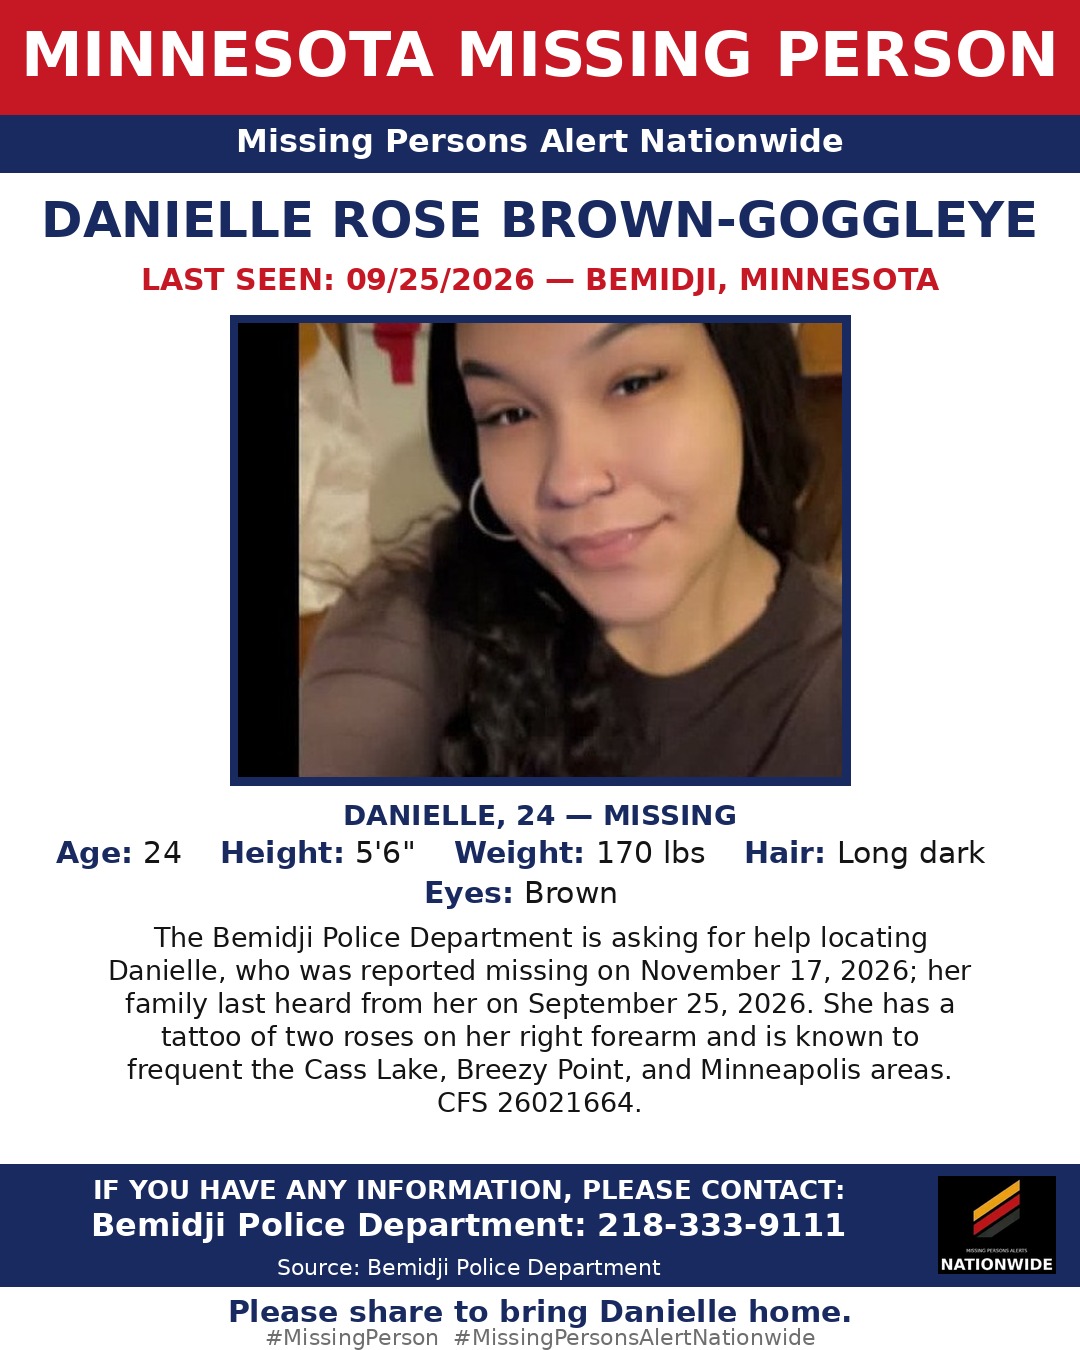 MINNESOTA MISSING PERSON
Missing Persons Alert Nationwide
DANIELLE ROSE BROWN-GOGGLEYE
LAST SEEN: 09/25/2026 — BEMIDJI, MINNESOTA
DANIELLE, 24 — MISSING
Age: 24 Height: 5'6" Weight: 170 lbs Hair: Long dark
Eyes: Brown
The Bemidji Police Department is asking for help locating
Danielle, who was reported missing on November 17, 2026; her
family last heard from her on September 25, 2026. She has a
tattoo of two roses on her right forearm and is known to
frequent the Cass Lake, Breezy Point, and Minneapolis areas.
CFS 26021664.
IF YOU HAVE ANY INFORMATION, PLEASE CONTACT:
Bemidji Police Department: 218-333-9111
Source: Bemidji Police Department
MISSING PERSONS ALERTS
NATIONWIDE
Please share to bring Danielle home.
#MissingPerson #MissingPersonsAlertNationwide